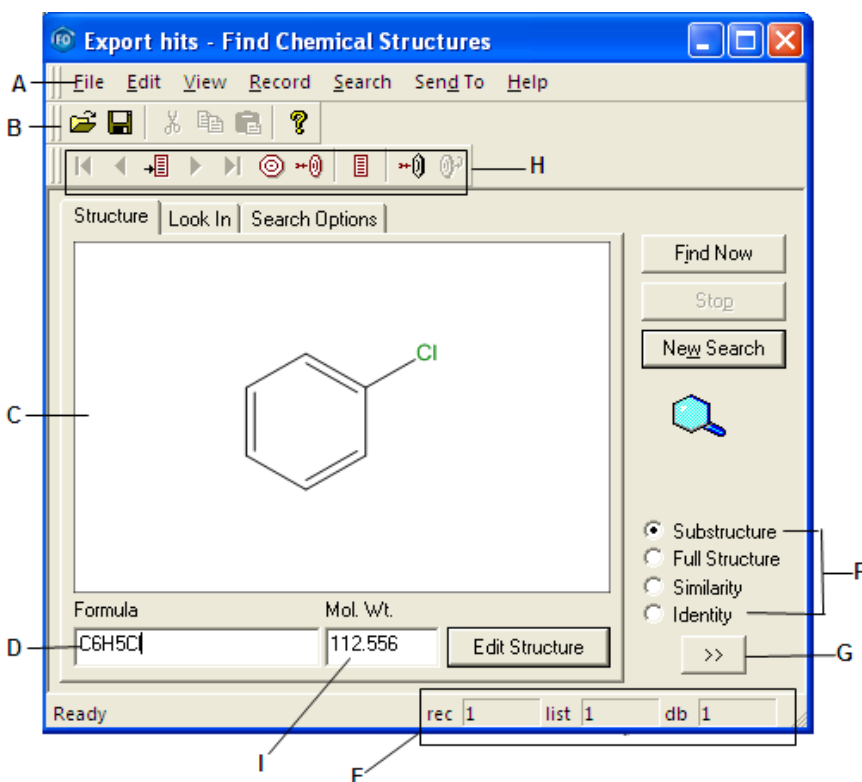 Export hits - Find Chemical Structures
A
File Edit View Record Search Send To Help
B
H
Structure Look In Search Options
Find Now
Stop
New Search
Cl
C
Substructure
Full Structure
F
Similarity
Identity
Formula Mol. Wt.
D
C6H5Cl 112.556 Edit Structure
>>
G
Ready rec 1 list 1 db 1
I
E